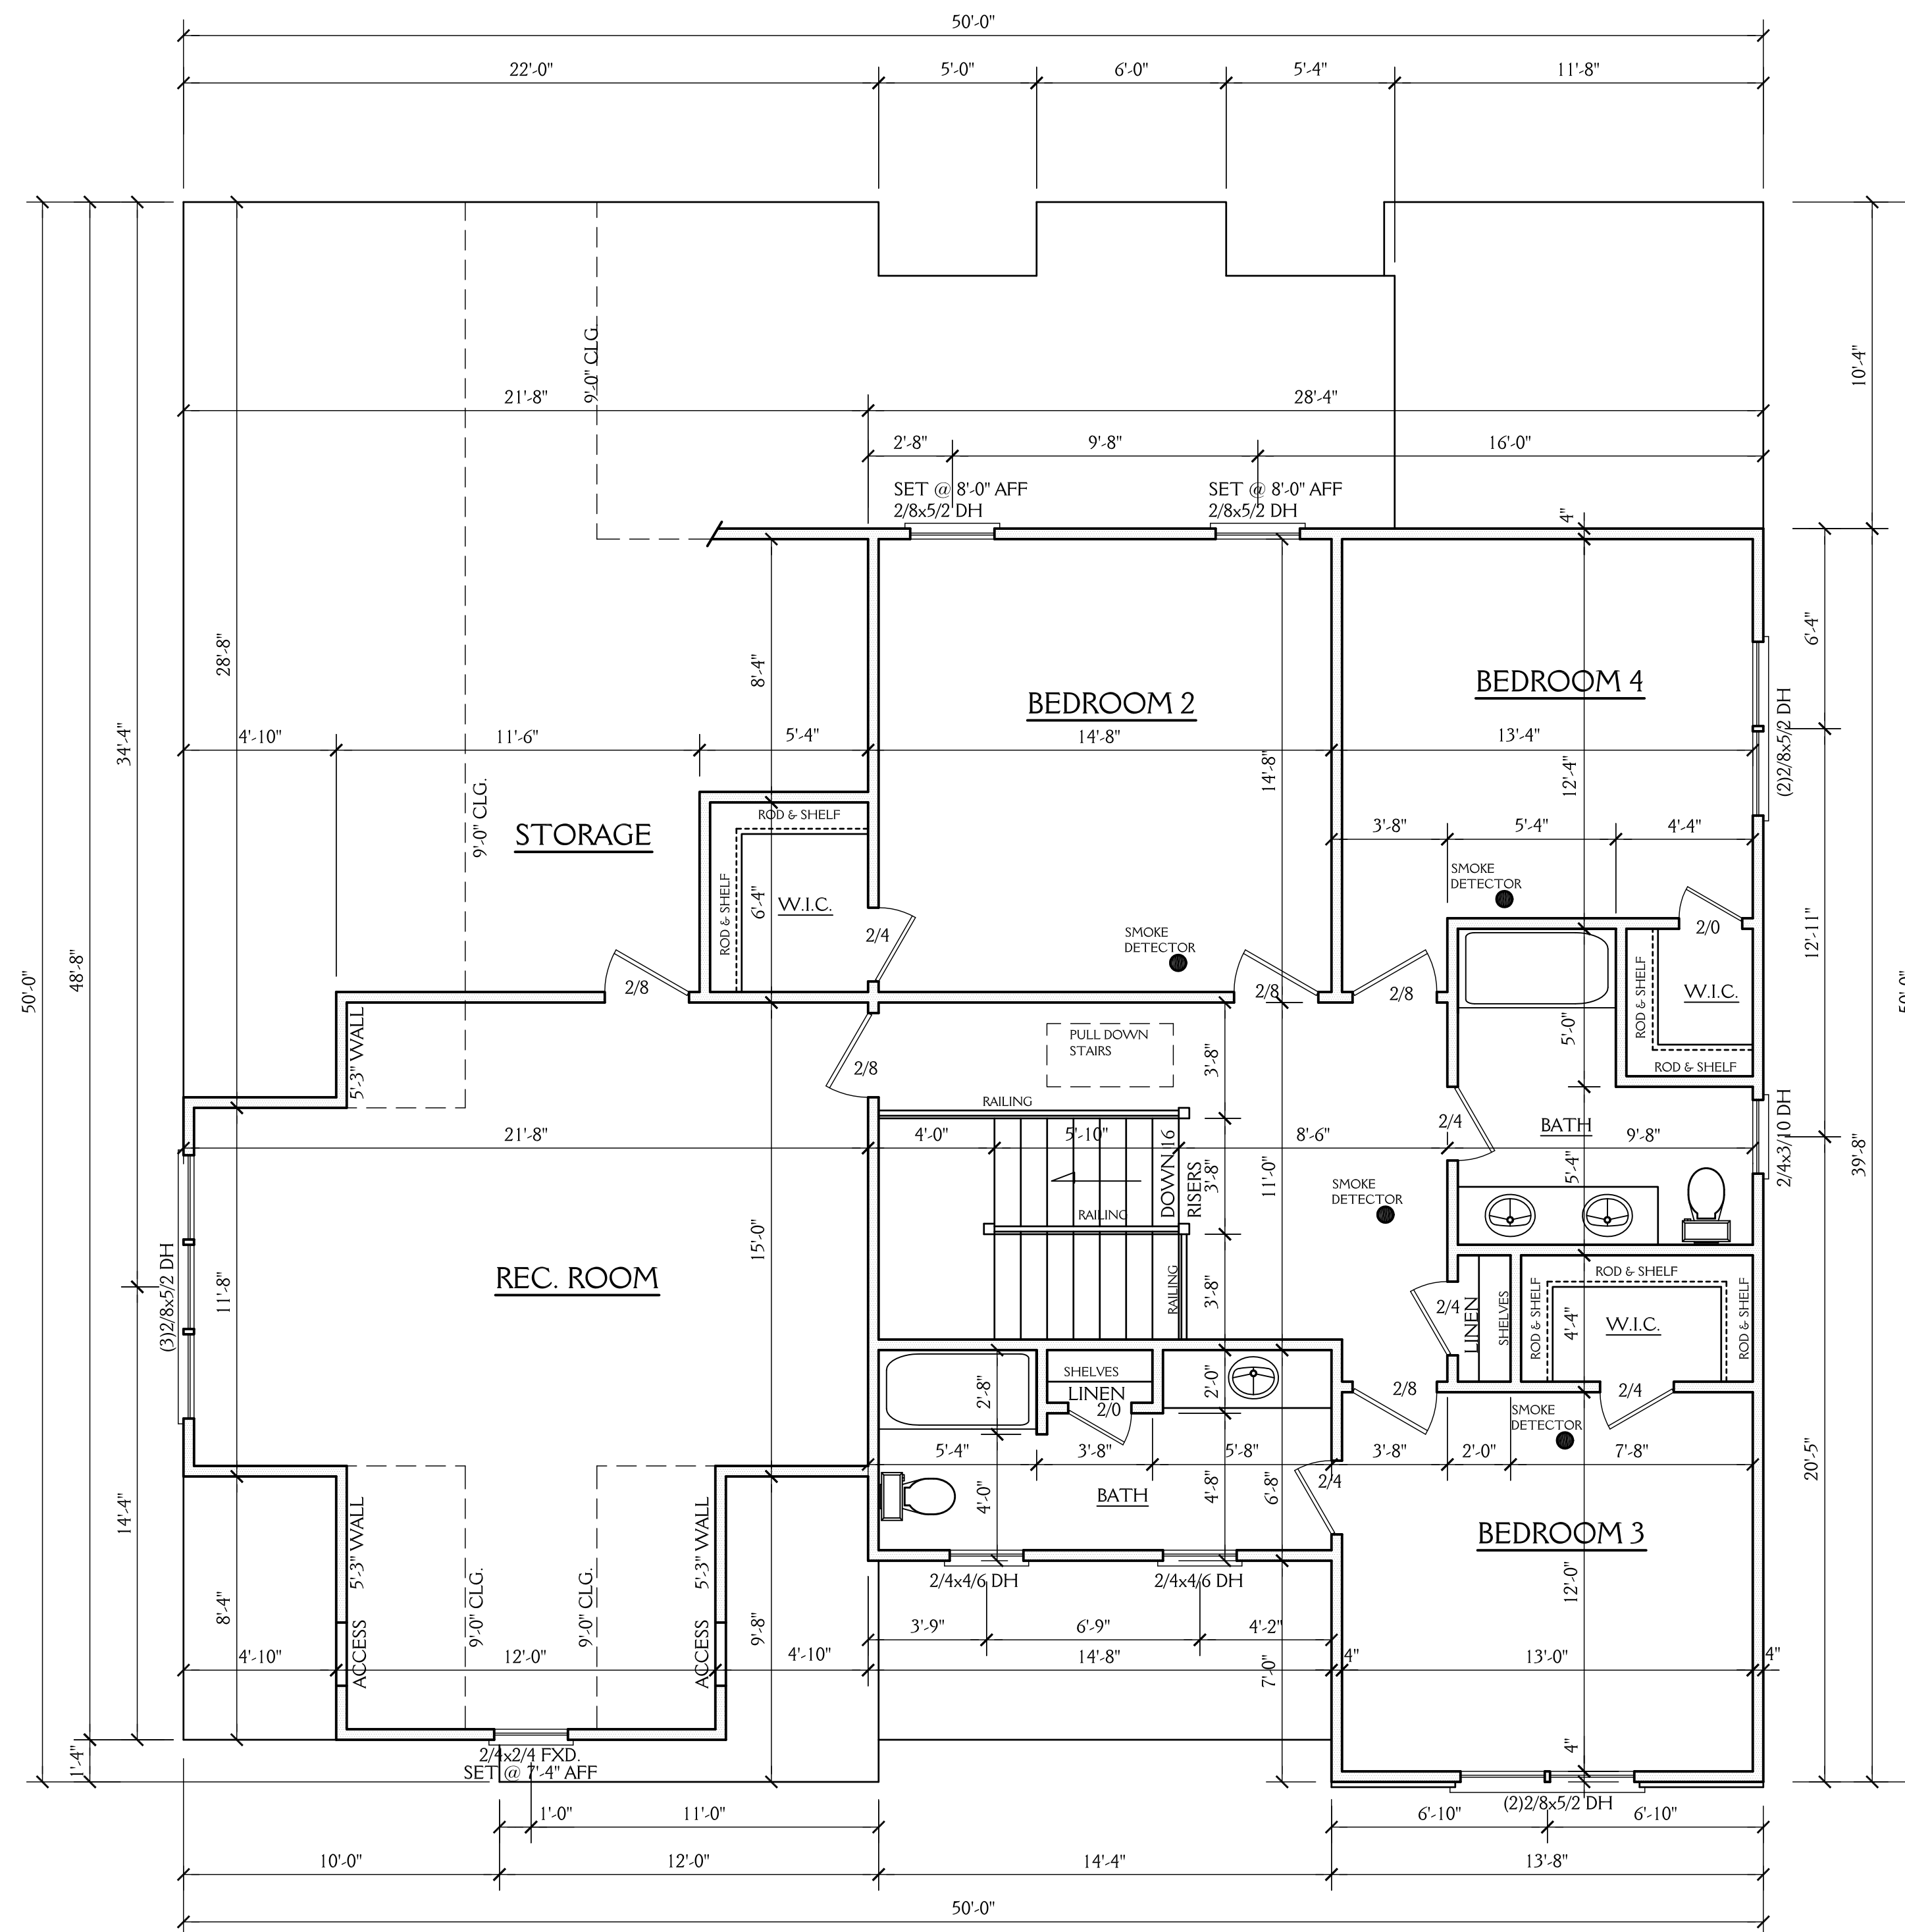 50'-0"
22'-0" 5'-0" 6'-0" 5'-4" 11'-8"
9'-0" CLG.
10'-4"
21'-8" 28'-4"
2'-8" 9'-8" 16'-0"
SET @ 8'-0" AFF
2/8x5/2 DH
SET @ 8'-0" AFF
2/8x5/2 DH
4"
28'-8"
8'-4"
6'-4"
34'-4"
BEDROOM 2
BEDROOM 4
(2)2/8x5/2 DH
4'-10" 11'-6" 5'-4" 14'-8" 13'-4"
14'-8"
12'-4"
9'-0" CLG.
STORAGE
ROD & SHELF
ROD & SHELF
6'-4"
W.I.C.
2/4
3'-8" 5'-4" 4'-4"
SMOKE
DETECTOR
SMOKE
DETECTOR
2/0
12'-11"
50'-0"
48'-8"
2/8
2/8
2/8
ROD & SHELF
W.I.C.
ROD & SHELF
5'-0"
5'-3" WALL
2/8
PULL DOWN
STAIRS
3'-8"
RAILING
21'-8" 4'-0" 5'-10" 8'-6"
DOWN 16
RISERS
3'-8"
11'-0"
2/4
BATH
9'-8"
5'-4"
2/4x3/10 DH
39'-8"
RAILING
SMOKE
DETECTOR
(3)2/8x5/2 DH
11'-8"
REC. ROOM
15'-0"
RAILING
3'-8"
2/4
LINEN
SHELVES
ROD & SHELF
ROD & SHELF
4'-4"
W.I.C.
ROD & SHELF
14'-4"
2'-8"
SHELVES
LINEN
2/0
2'-0"
2/8
2/4
SMOKE
DETECTOR
5'-4" 3'-8" 5'-8" 3'-8" 2'-0" 7'-8"
20'-5"
4'-0"
BATH
4'-8"
6'-8"
2/4
BEDROOM 3
5'-3" WALL
5'-3" WALL
9'-0" CLG.
9'-0" CLG.
ACCESS
ACCESS
8'-4"
9'-8"
2/4x4/6 DH
2/4x4/6 DH
12'-0"
3'-9" 6'-9" 4'-2"
4'-10" 12'-0" 4'-10" 14'-8" 4" 13'-0" 4"
7'-0"
1'-4"
4"
2/4x2/4 FXD.
SET @ 7'-4" AFF
(2)2/8x5/2 DH
1'-0" 11'-0" 6'-10" 6'-10"
10'-0" 12'-0" 14'-4" 13'-8"
50'-0"